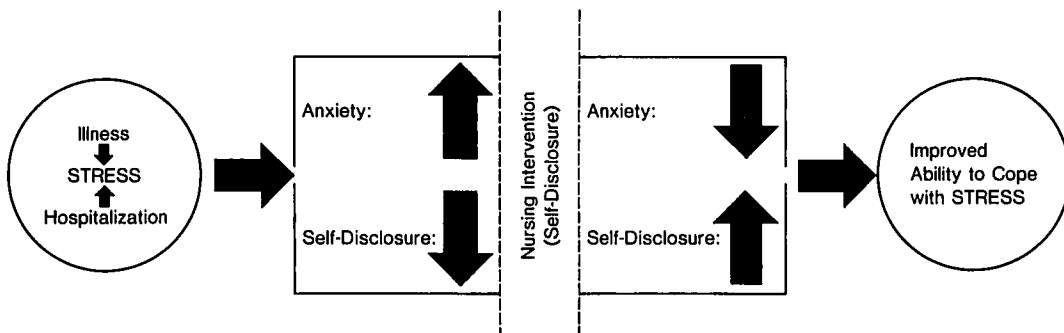 Illness
STRESS
Hospitalization
Anxiety:
Self-Disclosure:
Nursing Intervention
(Self-Disclosure)
Anxiety:
Self-Disclosure:
Improved
Ability to Cope
with STRESS